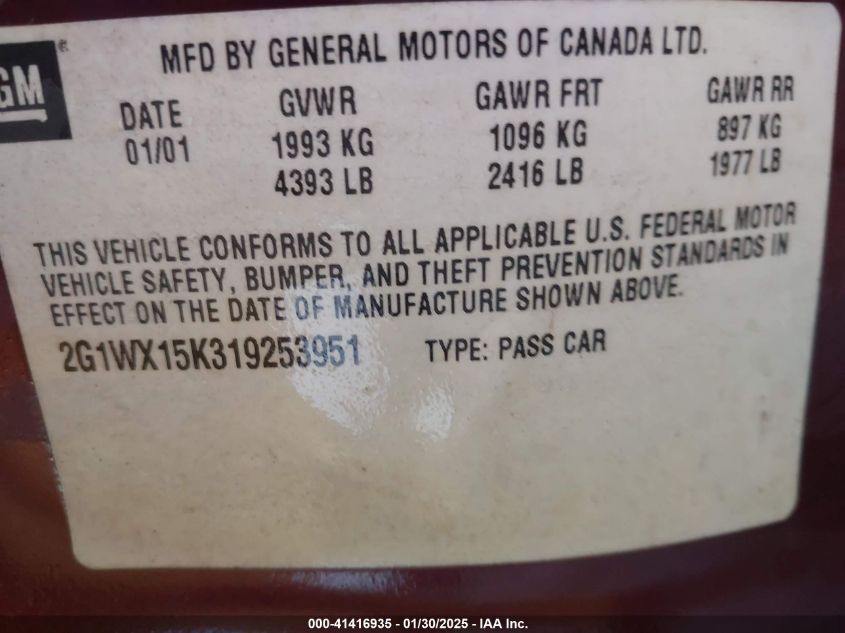 GM®
MFD BY GENERAL MOTORS OF CANADA LTD.
DATE GVWR GAWR FRT GAWR RR
01/01 1993 KG 1096 KG 897 KG
4393 LB 2416 LB 1977 LB
THIS VEHICLE CONFORMS TO ALL APPLICABLE U.S. FEDERAL MOTOR
VEHICLE SAFETY, BUMPER, AND THEFT PREVENTION STANDARDS IN
EFFECT ON THE DATE OF MANUFACTURE SHOWN ABOVE.
2G1WX15K319253951 TYPE: PASS CAR
000-41416935 - 01/30/2025 - IAA Inc.